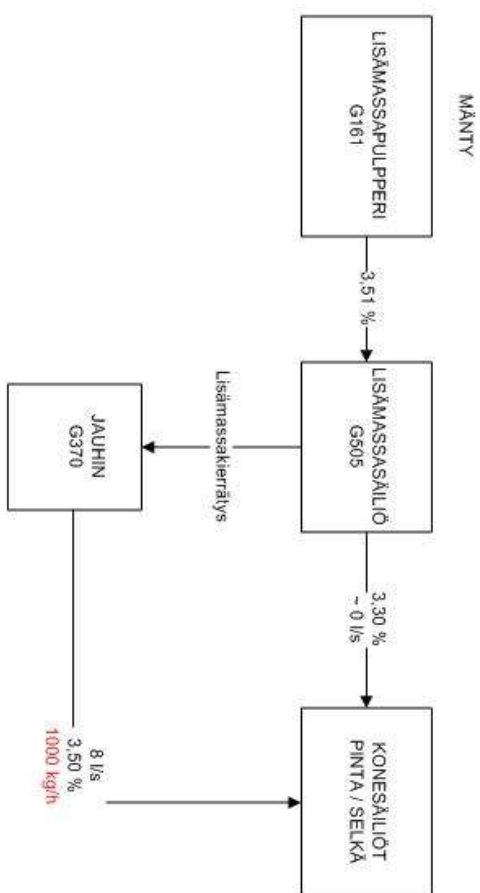 MÄNTY
LISÄMASSAPULPPERI
G161
3,51 %
LISÄMASSASÄILIÖ
G505
3,30 %
~ 0 l/s
KONESÄILIÖT
PINTA / SELKÄ
Lisämassakierrätys
JAUHIN
G370
8 l/s
3,50 %
1000 kg/h